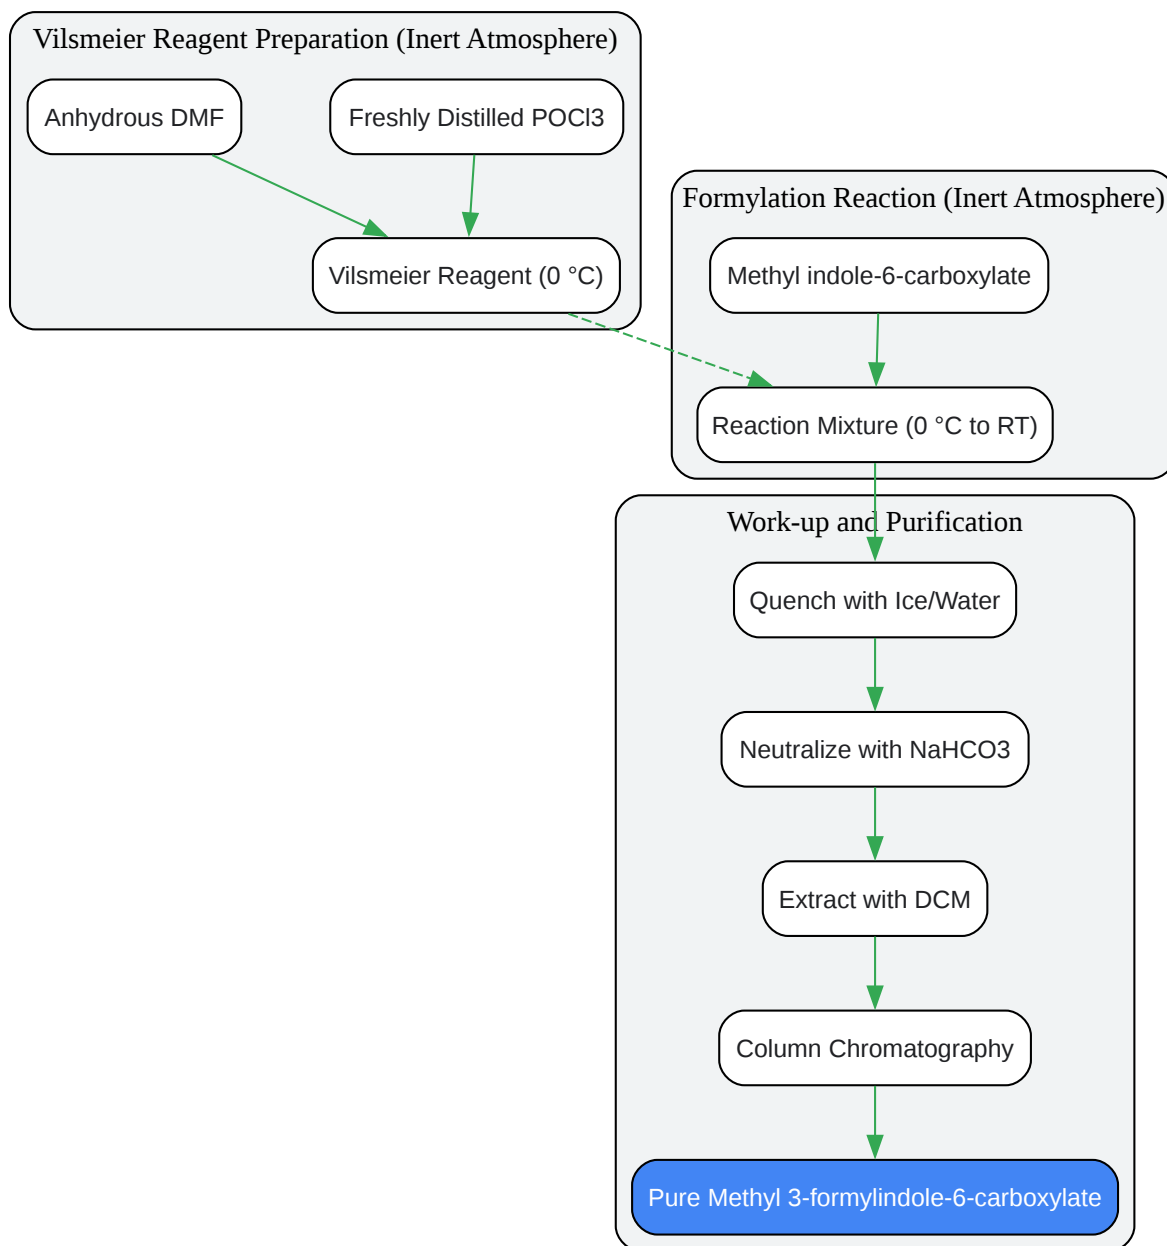 Vilsmeier Reagent Preparation (Inert Atmosphere)
Anhydrous DMF
Freshly Distilled POCl3
Vilsmeier Reagent (0 °C)
Formylation Reaction (Inert Atmosphere)
Methyl indole-6-carboxylate
Reaction Mixture (0 °C to RT)
Work-up and Purification
Quench with Ice/Water
Neutralize with NaHCO3
Extract with DCM
Column Chromatography
Pure Methyl 3-formylindole-6-carboxylate